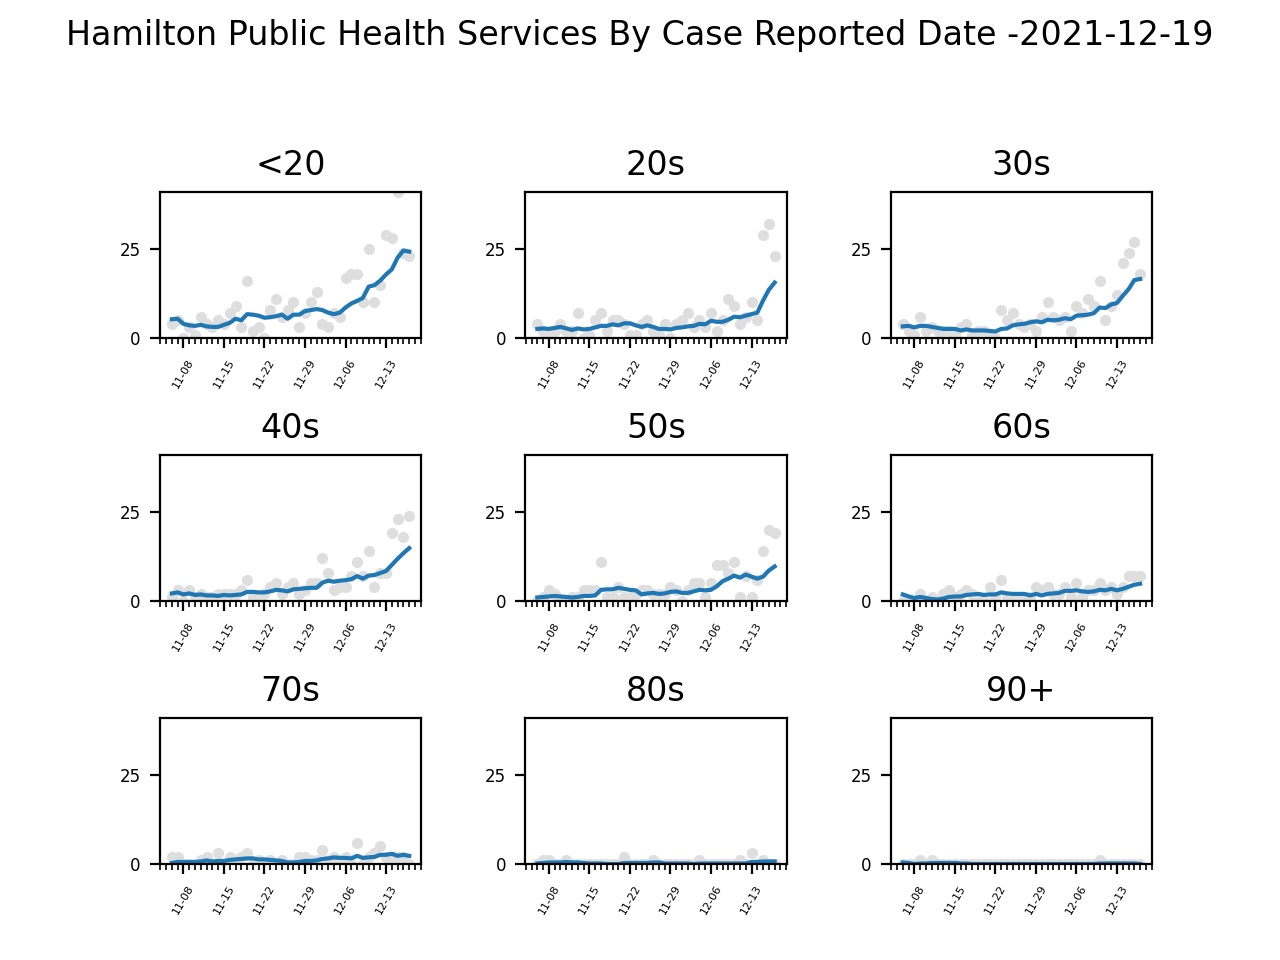 Hamilton Public Health Services By Case Reported Date -2021-12-19
<20 20s 30s
25 25 25
0 0 0
11-08 11-15 11-22 11-29 12-06 12-13 11-08 11-15 11-22 11-29 12-06 12-13 11-08 11-15 11-22 11-29 12-06 12-13
40s 50s 60s
25 25 25
0 0 0
11-08 11-15 11-22 11-29 12-06 12-13 11-08 11-15 11-22 11-29 12-06 12-13 11-08 11-15 11-22 11-29 12-06 12-13
70s 80s 90+
25 25 25
0 0 0
11-08 11-15 11-22 11-29 12-06 12-13 11-08 11-15 11-22 11-29 12-06 12-13 11-08 11-15 11-22 11-29 12-06 12-13